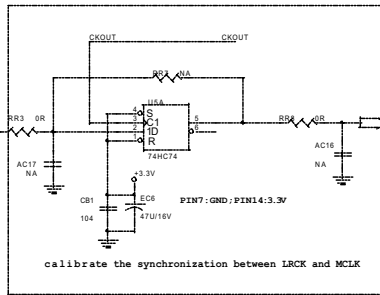 CKOUT
CKOUT
NA
U5A
4
S
3
C1
5
2
1D
6
1
R
74HC74
RR3
0R
RR8
0R
AC17
NA
AC16
NA
+3.3V
CB1
104
EC6
47U/16V
PIN7:GND;PIN14:3.3V
calibrate the synchronization between LRCK and MCLK